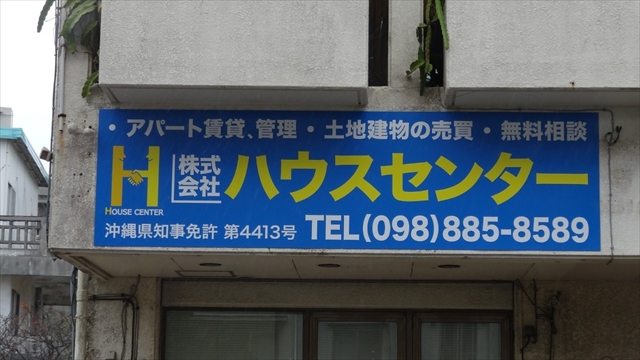 ・アパート賃貸、管理・土地建物の売買・無料相談
株式会社 ハウスセンター
HOUSE CENTER
沖縄県知事免許 第4413号 TEL(098)885-8589